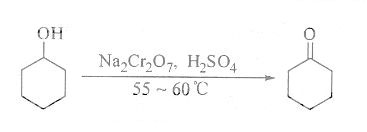 OH
O
Na₂Cr₂O₇, H₂SO₄
55 ~ 60℃